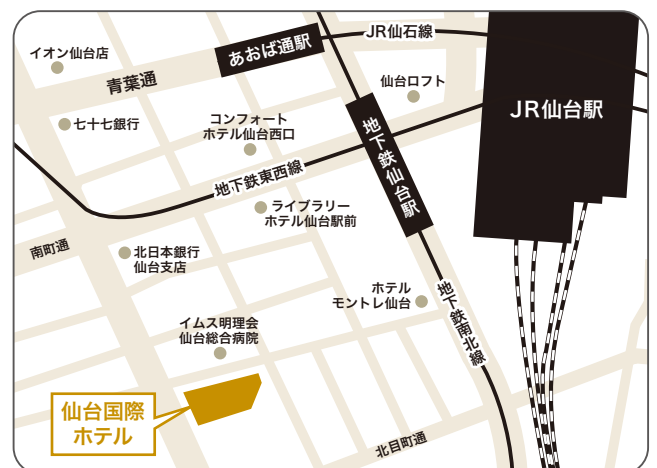 イオン仙台店
青葉通
あおば通駅
JR仙石線
仙台ロフト
JR仙台駅
七十七銀行
コンフォート
ホテル仙台西口
地下鉄仙台駅
地下鉄東西線
ライブラリー
ホテル仙台駅前
南町通
北日本銀行
仙台支店
ホテル
モントレ仙台
地下鉄南北線
イムス明理会
仙台総合病院
仙台国際
ホテル
北目町通